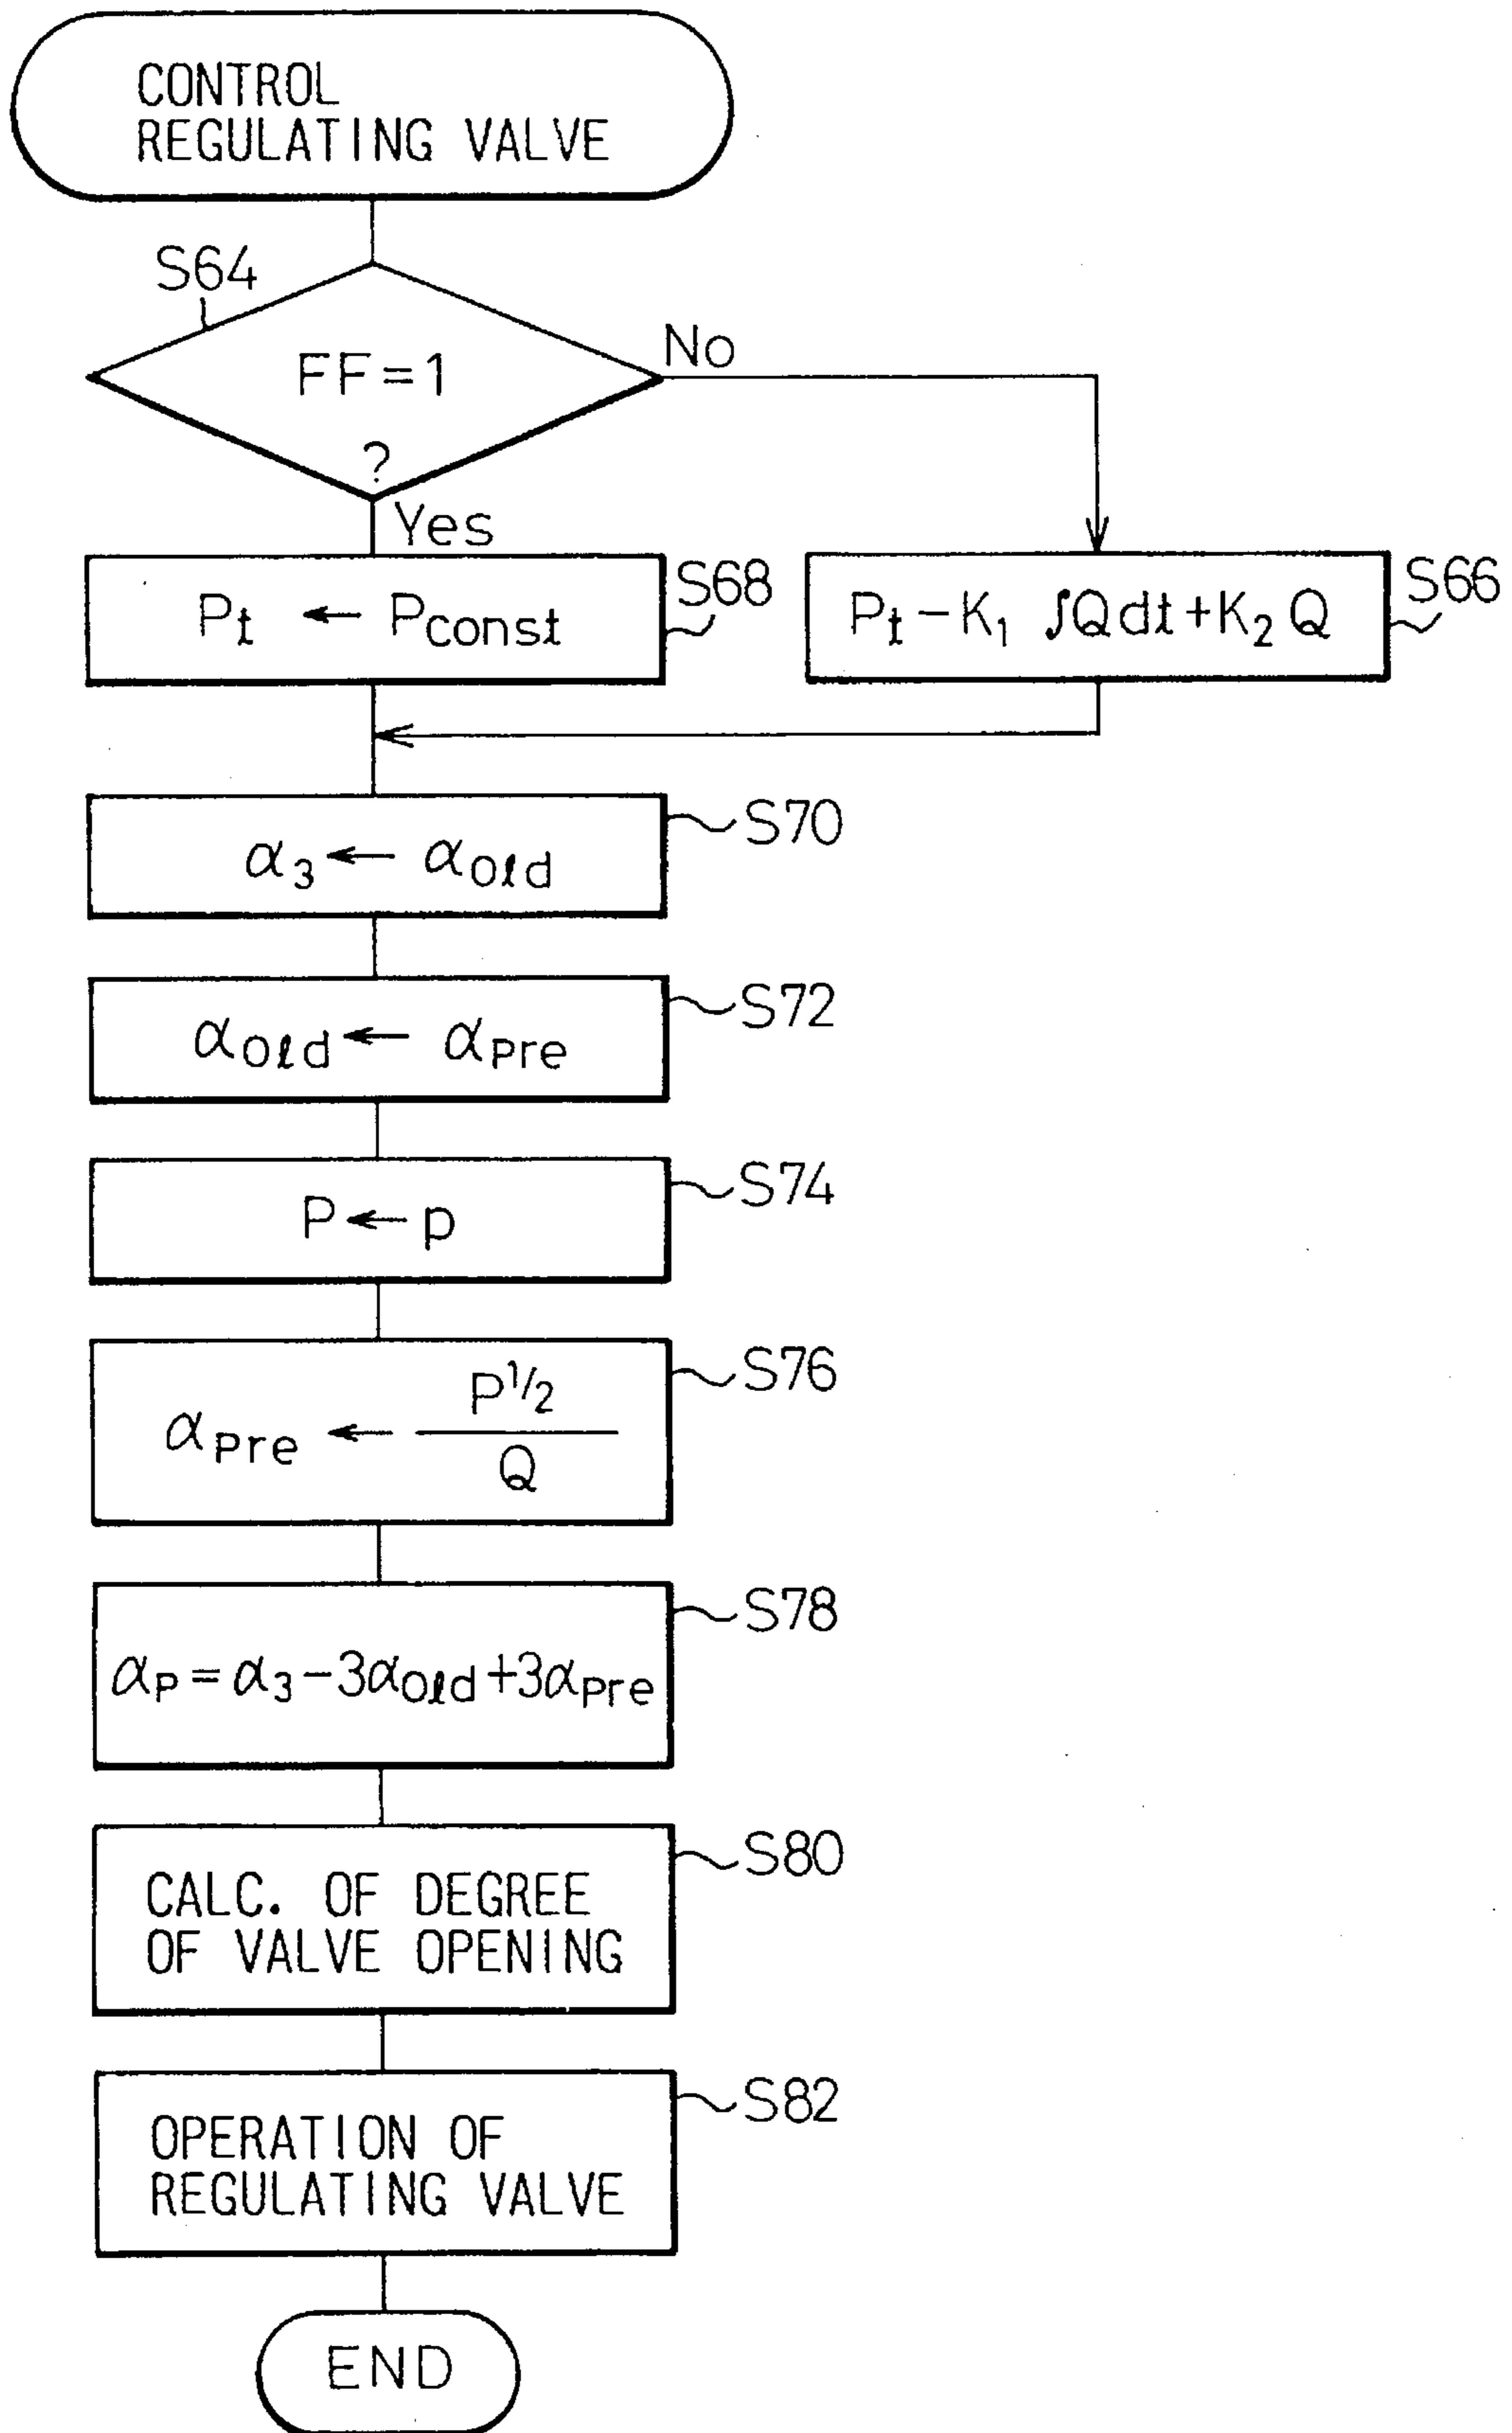 CONTROL
REGULATING VALVE
S64
FF=1
?
No
Yes
Pt ← Pconst
S68
Pt - K1 ∫Qdt + K2 Q
S66
α3 ← αOld
S70
αOld ← αPre
S72
P ← p
S74
αPre ← P^1/2 / Q
S76
αP = α3 - 3αOld + 3αPre
S78
CALC. OF DEGREE
OF VALVE OPENING
S80
OPERATION OF
REGULATING VALVE
S82
END